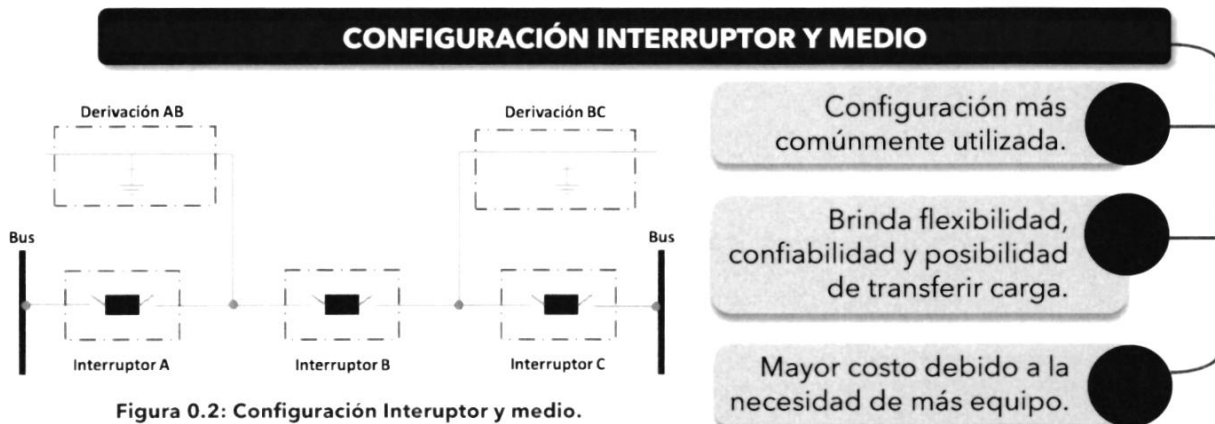 CONFIGURACIÓN INTERRUPTOR Y MEDIO
Derivación AB
Derivación BC
Bus
Bus
Interruptor A
Interruptor B
Interruptor C
Figura 0.2: Configuración Interuptor y medio.
Configuración más
comúnmente utilizada.
Brinda flexibilidad,
confiabilidad y posibilidad
de transferir carga.
Mayor costo debido a la
necesidad de más equipo.